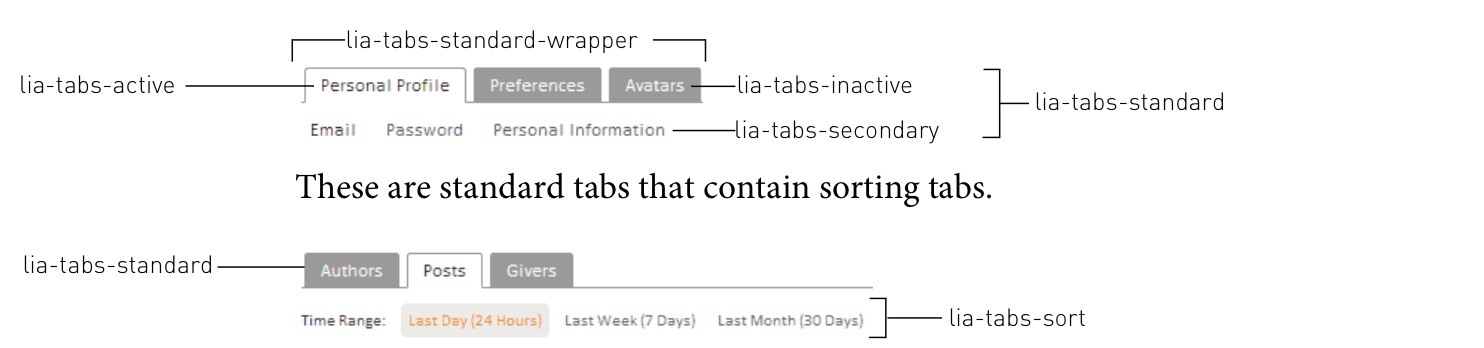 lia-tabs-standard-wrapper
lia-tabs-active Personal Profile Preferences Avatars lia-tabs-inactive
lia-tabs-standard
Email Password Personal Information lia-tabs-secondary
These are standard tabs that contain sorting tabs.
lia-tabs-standard Authors Posts Givers
Time Range: Last Day (24 Hours) Last Week (7 Days) Last Month (30 Days) lia-tabs-sort